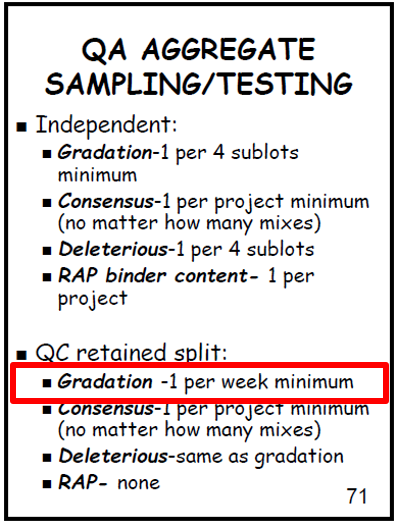 QA AGGREGATE
SAMPLING/TESTING
■ Independent:
■ Gradation-1 per 4 sublots
minimum
■ Consensus-1 per project minimum
(no matter how many mixes)
■ Deleterious-1 per 4 sublots
■ RAP binder content- 1 per
project
■ QC retained split:
■ Gradation -1 per week minimum
■ Consensus-1 per project minimum
(no matter how many mixes)
■ Deleterious-same as gradation
■ RAP- none
71